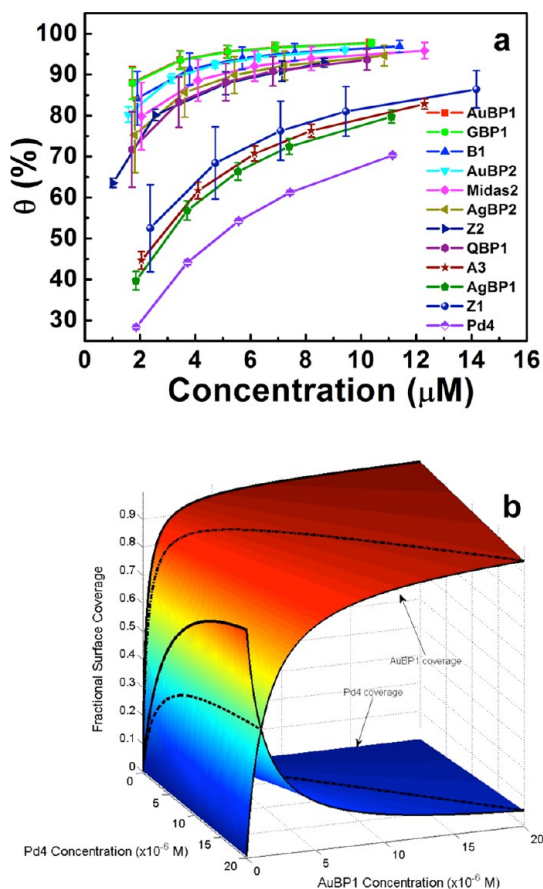 a
θ (%)
100
90
80
70
60
50
40
30
0 2 4 6 8 10 12 14 16
Concentration (μM)
AuBP1
GBP1
B1
AuBP2
Midas2
AgBP2
Z2
QBP1
A3
AgBP1
Z1
Pd4
b
Fractional Surface Coverage
0.9
0.8
0.7
0.6
0.5
0.4
0.3
0.2
0.1
0
AuBP1 coverage
Pd4 coverage
0
5
10
15
20
Pd4 Concentration (x10⁻⁶ M)
0
5
10
15
20
AuBP1 Concentration (x10⁻⁶ M)